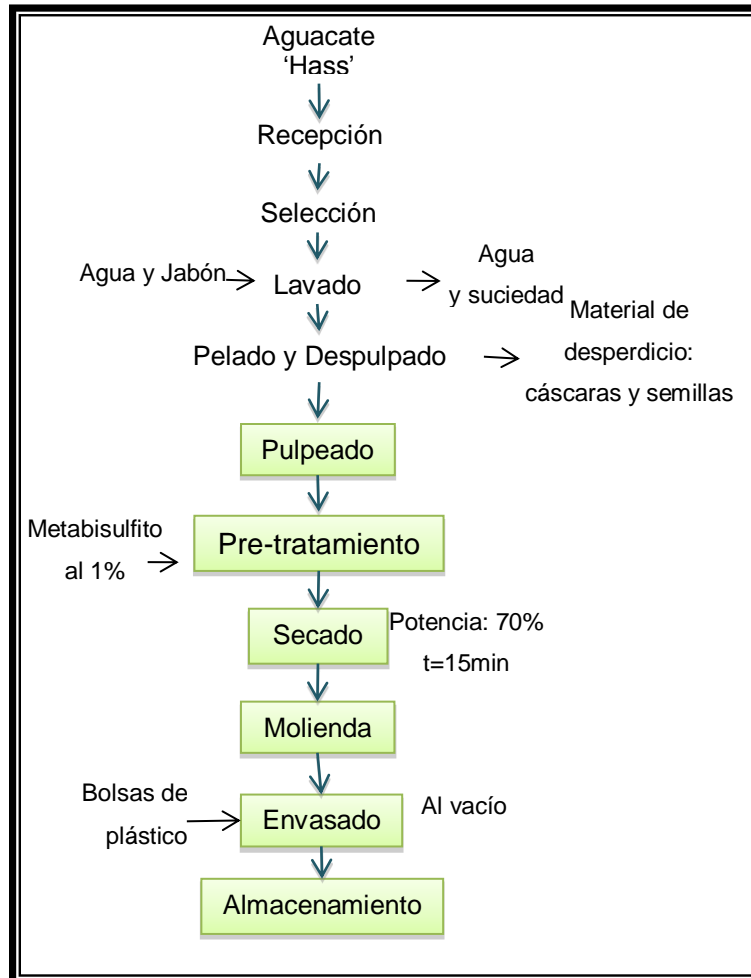 Aguacate
‘Hass’
Recepción
Selección
Agua y Jabón
Lavado
Agua
y suciedad
Pelado y Despulpado
Material de
desperdicio:
cáscaras y semillas
Pulpeado
Metabisulfito
al 1%
Pre-tratamiento
Secado
Potencia: 70%
t=15min
Molienda
Bolsas de
plástico
Envasado
Al vacío
Almacenamiento